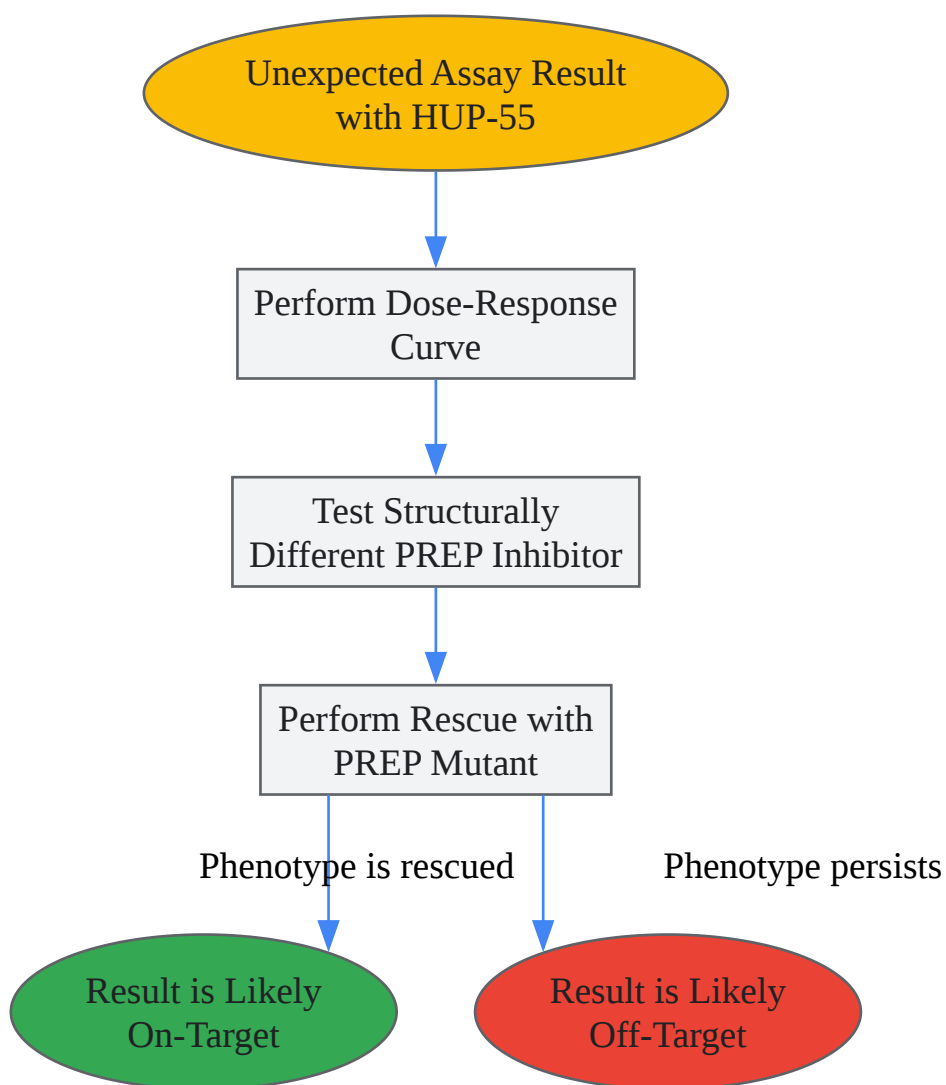 Unexpected Assay Result
with HUP-55
Perform Dose-Response
Curve
Test Structurally
Different PREP Inhibitor
Perform Rescue with
PREP Mutant
Phenotype is rescued
Phenotype persists
Result is Likely
On-Target
Result is Likely
Off-Target